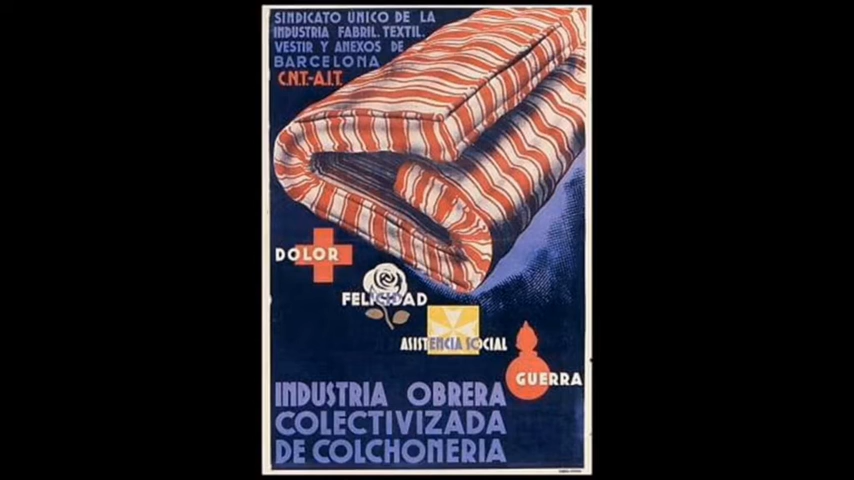 SINDICATO UNICO DE LA
INDUSTRIA FABRIL. TEXTIL.
VESTIR Y ANEXOS DE
BARCELONA
C.N.T.-A.I.T.
DOLOR
FELICIDAD
ASISTENCIA SOCIAL
GUERRA
INDUSTRIA OBRERA
COLECTIVIZADA
DE COLCHONERIA